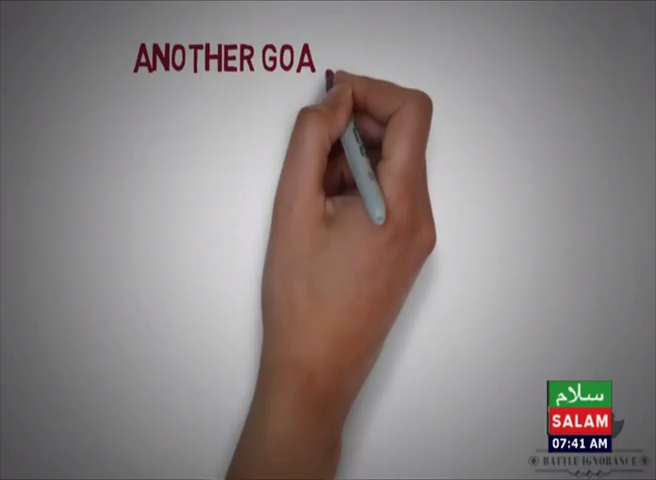 ANOTHER GOA
سلام
SALAM
07:41 AM
BATTLE IGNORANCE